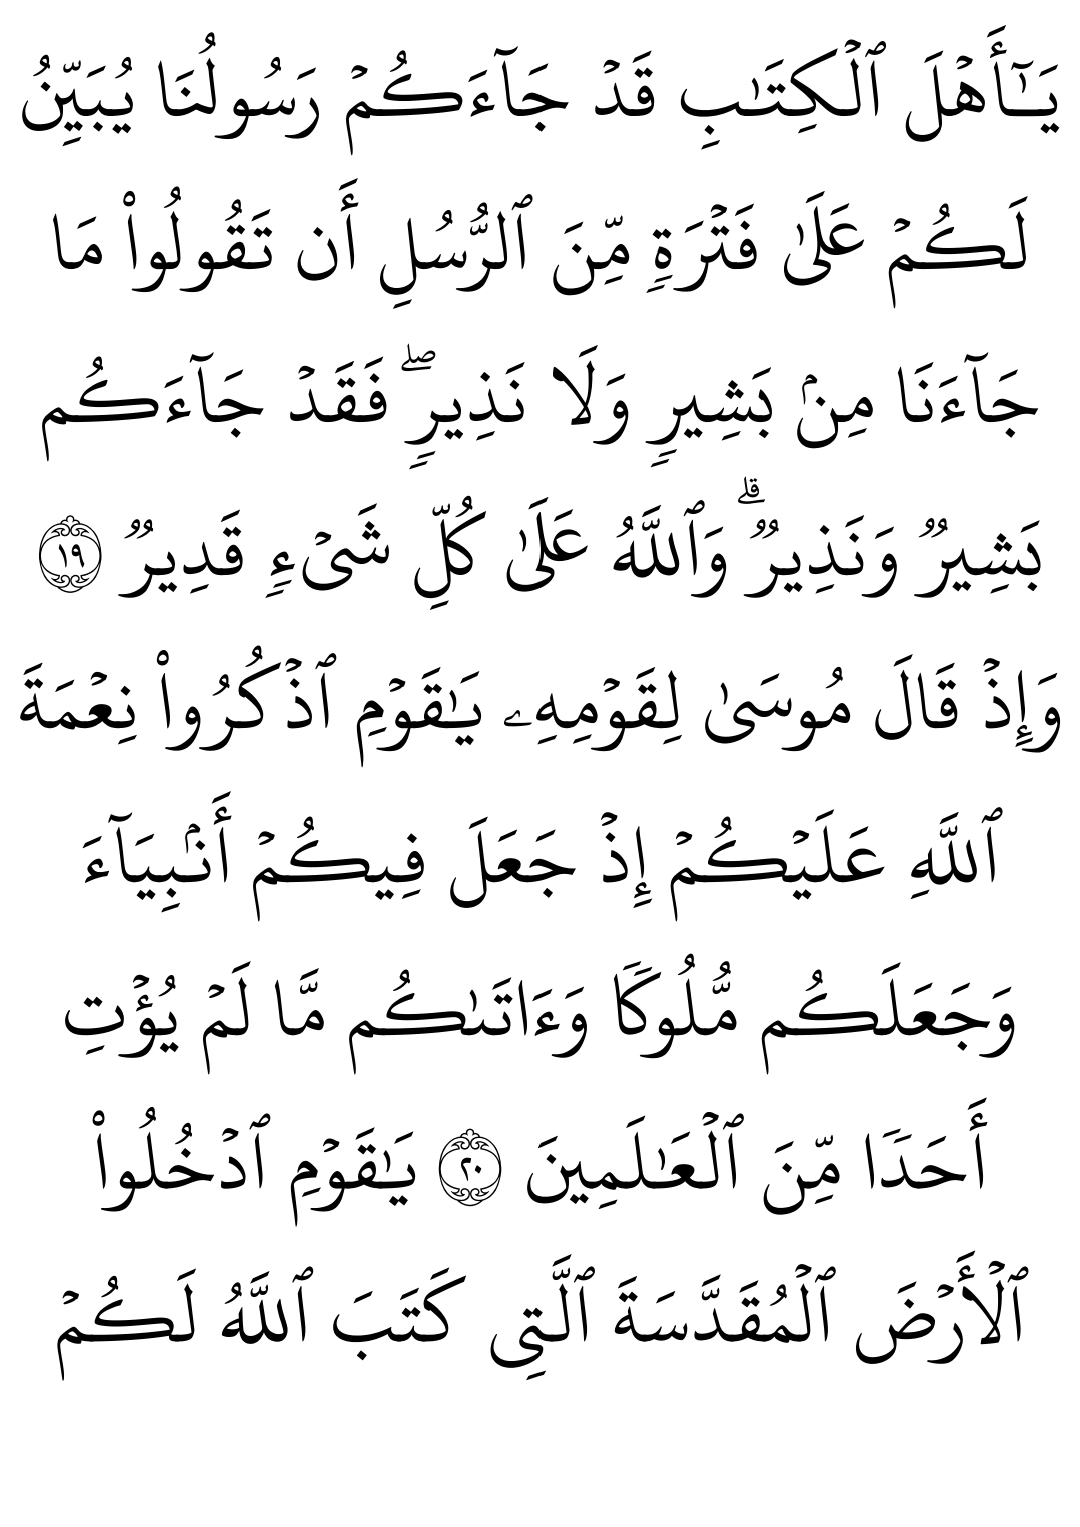 يَـٰٓأَهۡلَ ٱلۡكِتَـٰبِ قَدۡ جَآءَكُمۡ رَسُولُنَا يُبَيِّنُ
لَكُمۡ عَلَىٰ فَتۡرَةٍ مِّنَ ٱلرُّسُلِ أَن تَقُولُواْ مَا
جَآءَنَا مِنۢ بَشِيرٍ وَلَا نَذِيرٍۖ فَقَدۡ جَآءَكُم
بَشِيرٌ وَنَذِيرٌۗ وَٱللَّهُ عَلَىٰ كُلِّ شَىۡءٍ قَدِيرٌ ١٩
وَإِذۡ قَالَ مُوسَىٰ لِقَوۡمِهِۦ يَـٰقَوۡمِ ٱذۡكُرُواْ نِعۡمَةَ
ٱللَّهِ عَلَيۡكُمۡ إِذۡ جَعَلَ فِيكُمۡ أَنۢبِيَآءَ
وَجَعَلَكُم مُّلُوكًا وَءَاتَىٰكُم مَّا لَمۡ يُؤۡتِ
أَحَدًا مِّنَ ٱلۡعَـٰلَمِينَ ٢٠ يَـٰقَوۡمِ ٱدۡخُلُواْ
ٱلۡأَرۡضَ ٱلۡمُقَدَّسَةَ ٱلَّتِى كَتَبَ ٱللَّهُ لَكُمۡ